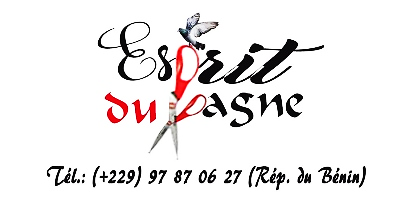 Esprit
du Pagne
Tél.: (+229) 97 87 06 27 (Rép. du Bénin)